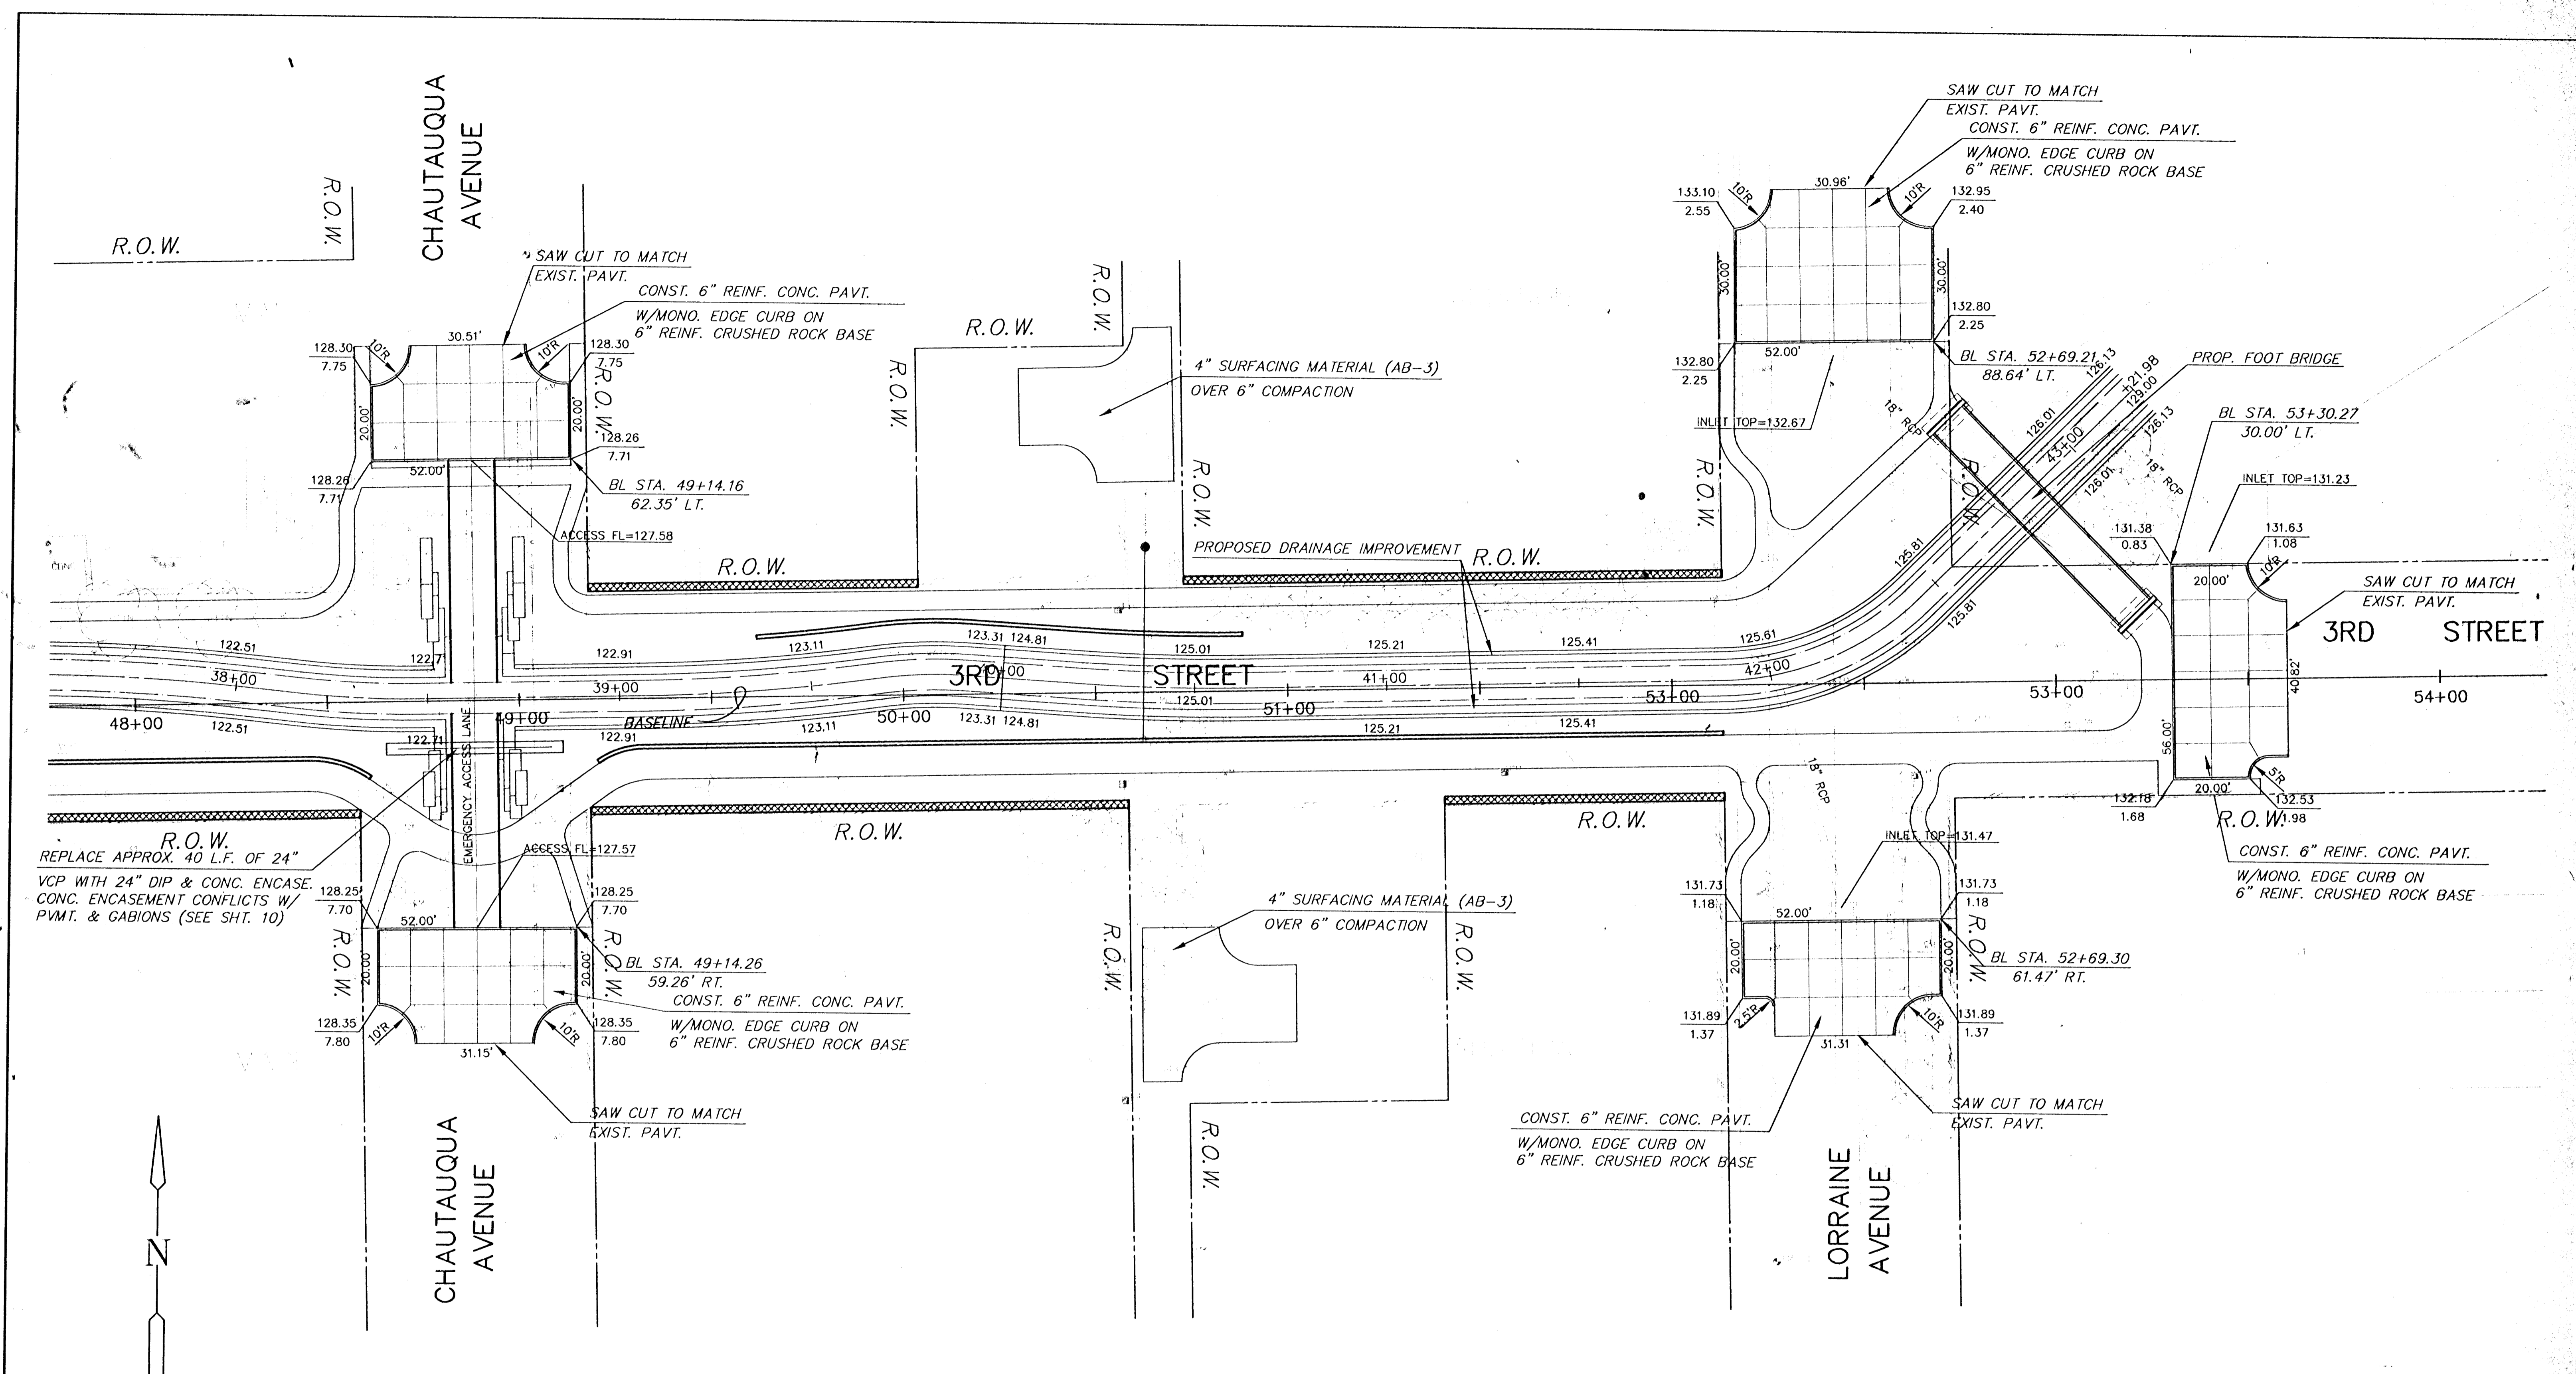 CHAUTAUQUA
AVENUE
R.O.W.
R.O.W.
SAW CUT TO MATCH
EXIST. PAVT.
CONST. 6" REINF. CONC. PAVT.
W/MONO. EDGE CURB ON
6" REINF. CRUSHED ROCK BASE
30.51'
128.30
7.75
10'R
10'R
128.30
7.75
R.O.W.
20.00'
20.00'
128.26
7.71
52.00'
128.26
7.71
BL STA. 49+14.16
62.35' LT.
ACCESS FL=127.58
R.O.W.
R.O.W.
R.O.W.
R.O.W.
4" SURFACING MATERIAL (AB-3)
OVER 6" COMPACTION
R.O.W.
R.O.W.
SAW CUT TO MATCH
EXIST. PAVT.
CONST. 6" REINF. CONC. PAVT.
W/MONO. EDGE CURB ON
6" REINF. CRUSHED ROCK BASE
30.96'
133.10
2.55
10'R
10'R
132.95
2.40
30.00'
30.00'
132.80
2.25
52.00'
132.80
2.25
BL STA. 52+69.21
88.64' LT.
INLET TOP=132.67
18" RCP
R.O.W.
R.O.W.
PROP. FOOT BRIDGE
126.13
+21.98
129.00
126.13
126.01
43+00
126.01
18" RCP
125.81
125.81
BL STA. 53+30.27
30.00' LT.
INLET TOP=131.23
131.38
0.83
131.63
1.08
20.00'
10'R
SAW CUT TO MATCH
EXIST. PAVT.
3RD STREET
40.82'
56.00'
5'R
20.00'
132.18
1.68
132.53
1.98
R.O.W.
CONST. 6" REINF. CONC. PAVT.
W/MONO. EDGE CURB ON
6" REINF. CRUSHED ROCK BASE
PROPOSED DRAINAGE IMPROVEMENT
R.O.W.
122.51
122.7
122.91
123.11
123.31 124.81
125.01
125.21
125.41
125.61
38+00
39+00
3RD STREET
41+00
42+00
48+00
49+00
BASELINE
50+00
51+00
53+00
53+00
54+00
122.51
122.71
122.91
123.11
123.31 124.81
125.01
125.21
125.41
EMERGENCY ACCESS LANE
R.O.W.
R.O.W.
R.O.W.
REPLACE APPROX. 40 L.F. OF 24"
VCP WITH 24" DIP & CONC. ENCASE.
CONC. ENCASEMENT CONFLICTS W/
PVMT. & GABIONS (SEE SHT. 10)
ACCESS FL=127.57
128.25
7.70
128.25
7.70
52.00'
R.O.W.
20.00'
20.00'
R.O.W.
BL STA. 49+14.26
59.26' RT.
CONST. 6" REINF. CONC. PAVT.
W/MONO. EDGE CURB ON
6" REINF. CRUSHED ROCK BASE
128.35
7.80
10'R
10'R
128.35
7.80
31.15'
SAW CUT TO MATCH
EXIST. PAVT.
CHAUTAUQUA
AVENUE
N
4" SURFACING MATERIAL (AB-3)
OVER 6" COMPACTION
R.O.W.
R.O.W.
R.O.W.
18" RCP
INLET TOP=131.47
131.73
1.18
131.73
1.18
52.00'
R.O.W.
20.00'
20.00'
BL STA. 52+69.30
61.47' RT.
131.89
1.37
2.5'R
10'R
131.89
1.37
31.31
CONST. 6" REINF. CONC. PAVT.
W/MONO. EDGE CURB ON
6" REINF. CRUSHED ROCK BASE
SAW CUT TO MATCH
EXIST. PAVT.
LORRAINE
AVENUE